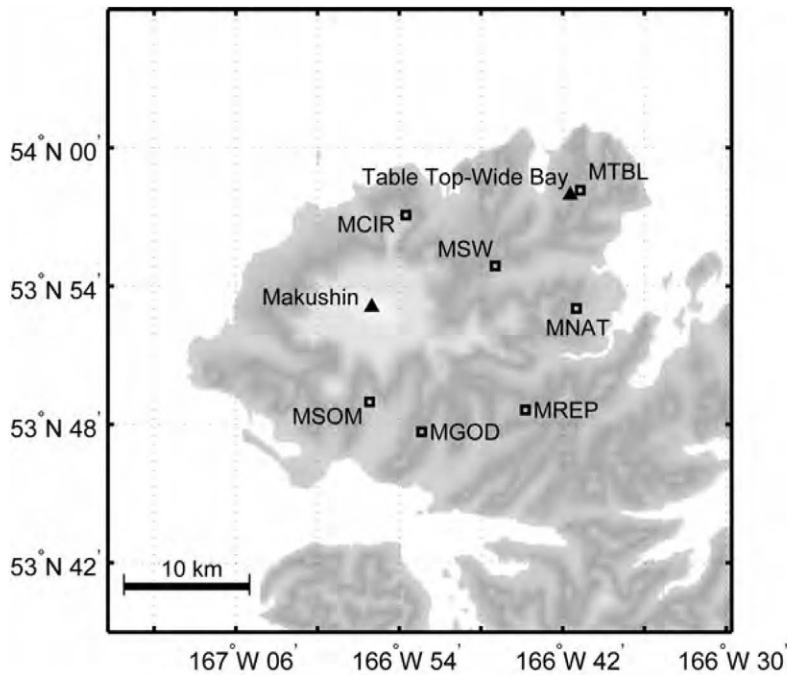 54°N 00'
Table Top-Wide Bay
MTBL
MCIR
MSW
53°N 54'
Makushin
MNAT
MSOM
MGOD
MREP
53°N 48'
53°N 42'
10 km
167°W 06'
166°W 54'
166°W 42'
166°W 30'